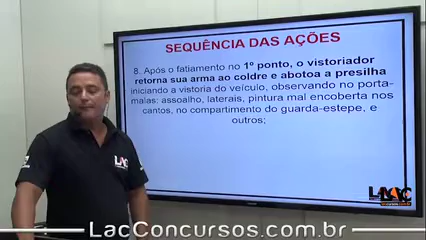 SEQUÊNCIA DAS AÇÕES
8. Após o fatiamento no 1º ponto, o vistoriador
retorna sua arma ao coldre e abotoa a presilha
iniciando a vistoria do veículo, observando no porta-
malas: assoalho, laterais, pintura mal encoberta nos
cantos, no compartimento do guarda-estepe, e
outros;
LAC
LAC
LacConcursos.com.br